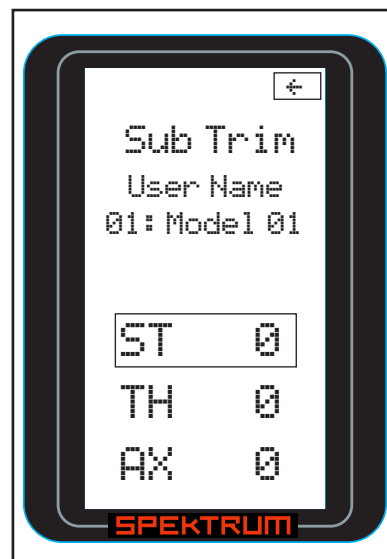 ←
Sub Trim
User Name
01: Model 01
ST 0
TH 0
AX 0
SPEKTRUM